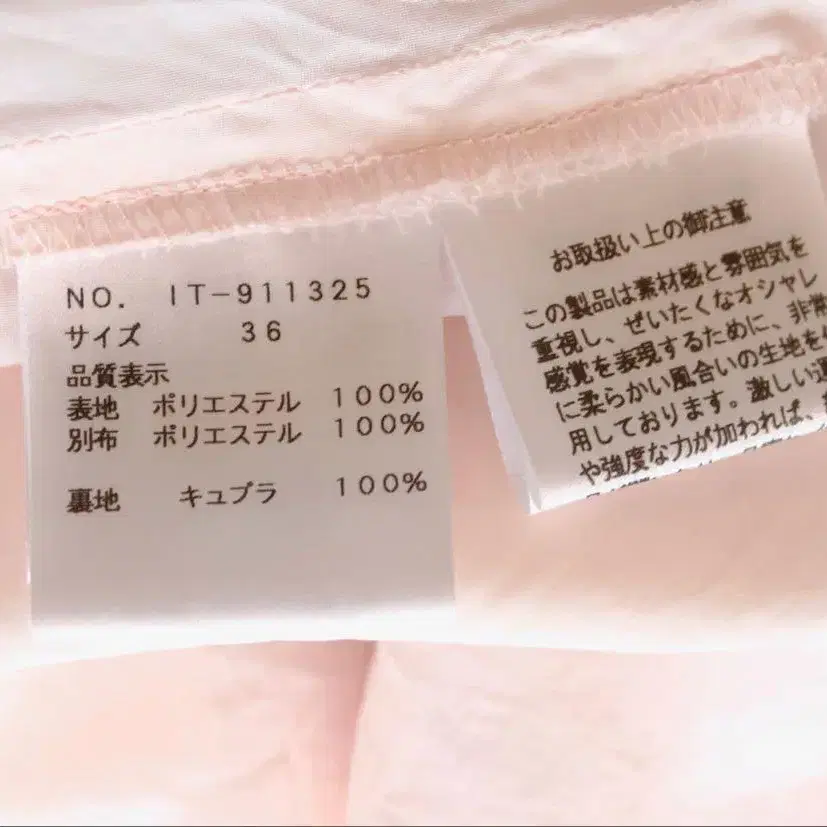 NO. IT-911325
サイズ 36
品質表示
表地 ポリエステル 100%
別布 ポリエステル 100%
裏地 キュプラ 100%
お取扱い上の御注意
この製品は素材感と雰囲気を
重視し、ぜいたくなオシャレ
感覚を表現するために、非常
に柔らかい風合いの生地を
用しております。激しい
や強度な力が加われば、